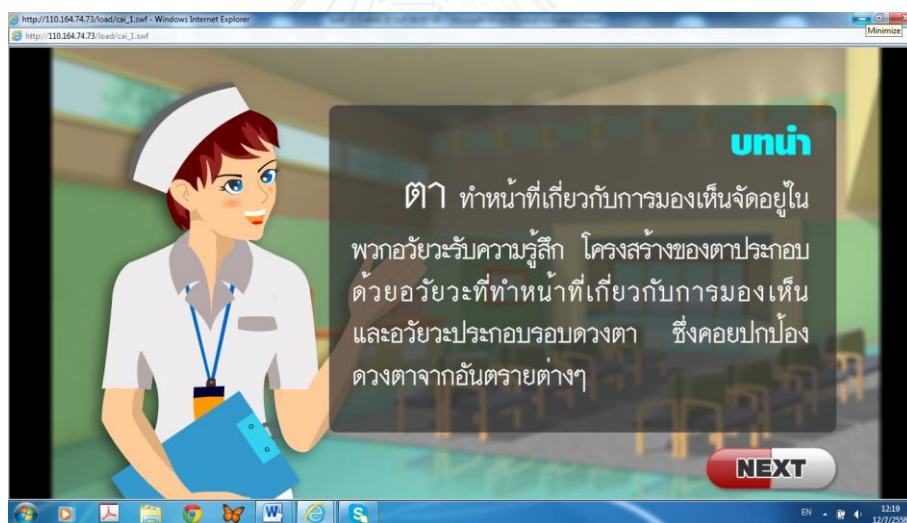 http://110.164.74.73/load/cai_1.swf - Windows Internet Explorer
Minimize
http://110.164.74.73/load/cai_1.swf
บทนำ
ตา ทำหน้าที่เกี่ยวกับการมองเห็นจัดอยู่ใน
พวกอวัยวะรับความรู้สึก โครงสร้างของตาประกอบ
ด้วยอวัยวะที่ทำหน้าที่เกี่ยวกับการมองเห็น
และอวัยวะประกอบรอบดวงตา ซึ่งคอยปกป้อง
ดวงตาจากอันตรายต่างๆ
NEXT
EN
12:19
12/7/2558